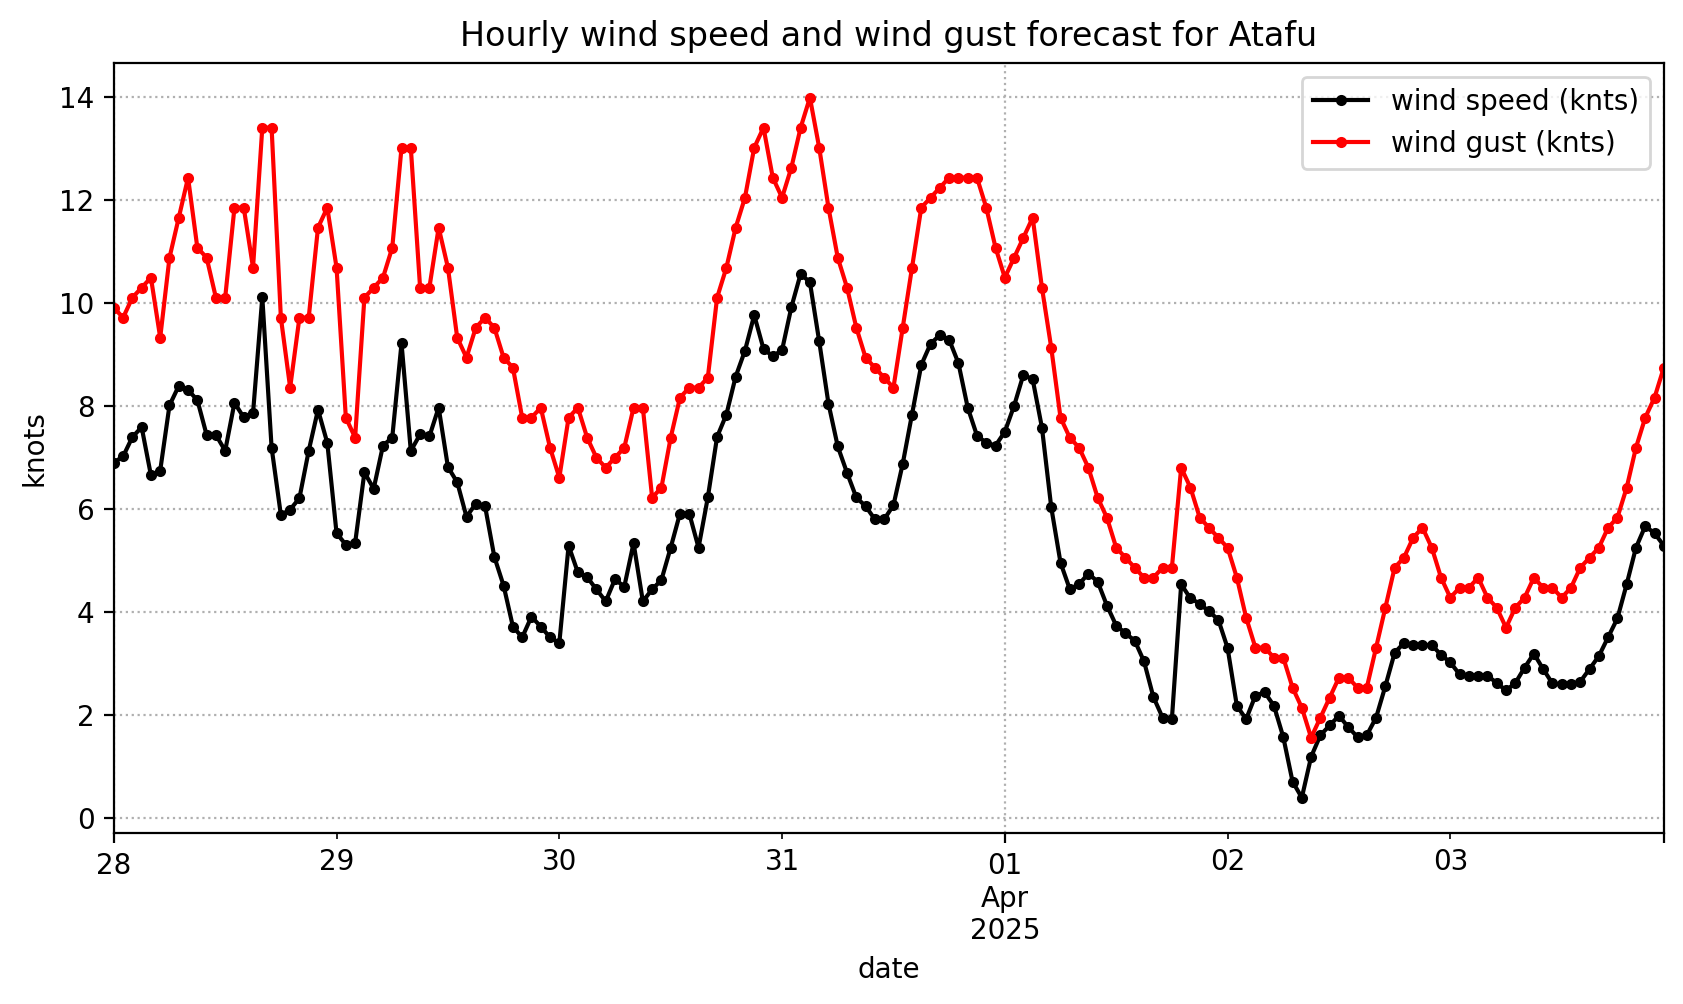 Hourly wind speed and wind gust forecast for Atafu
wind speed (knts)
wind gust (knts)
knots
14
12
10
8
6
4
2
0
28
29
30
31
01
02
03
Apr
2025
date